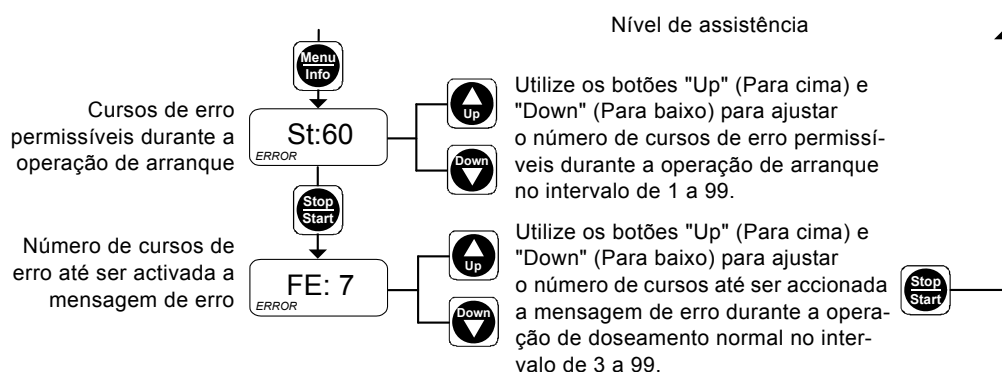 Nível de assistência
Menu
Info
Cursos de erro
permissíveis durante a
operação de arranque
St:60
ERROR
Up
Down
Utilize os botões "Up" (Para cima) e
"Down" (Para baixo) para ajustar
o número de cursos de erro permissí-
veis durante a operação de arranque
no intervalo de 1 a 99.
Stop
Start
Número de cursos de
erro até ser activada a
mensagem de erro
FE: 7
ERROR
Up
Down
Utilize os botões "Up" (Para cima) e
"Down" (Para baixo) para ajustar
o número de cursos até ser accionada
a mensagem de erro durante a opera-
ção de doseamento normal no inter-
valo de 3 a 99.
Stop
Start